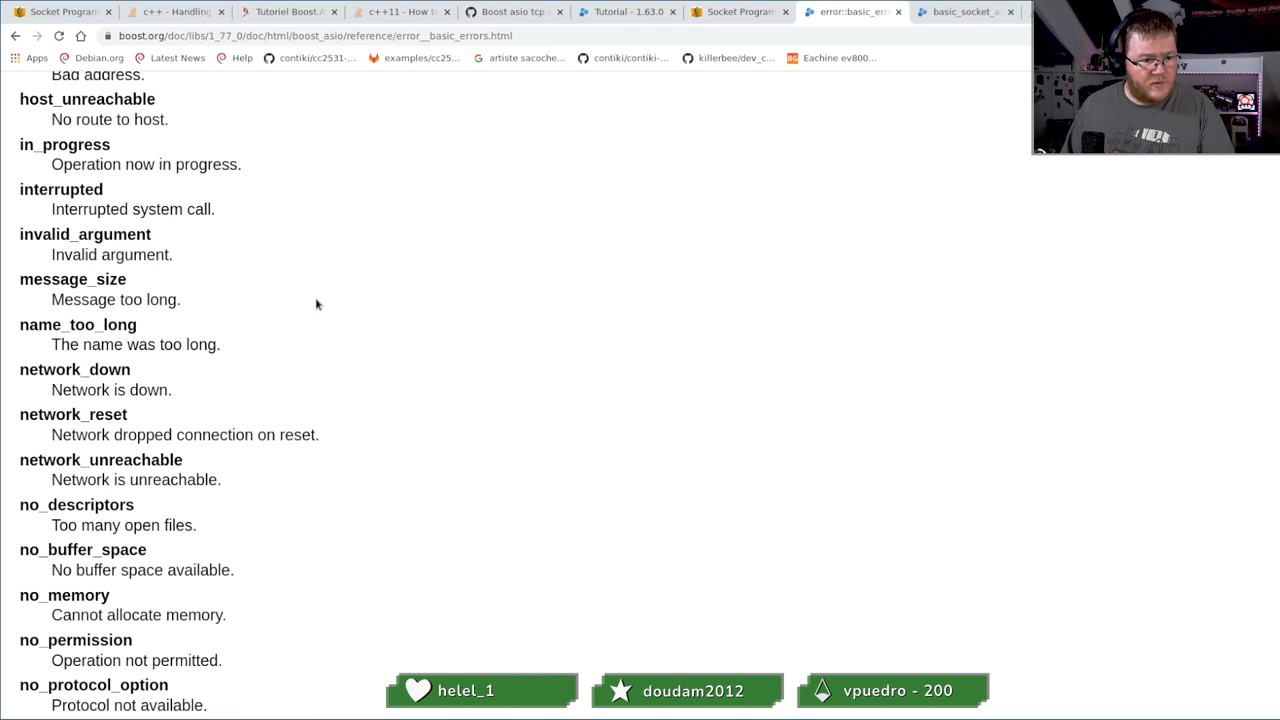 Socket Program
c++ - Handling
Tutoriel Boost.A
c++11 - How t
Boost asio tcp s
Tutorial - 1.63.0
Socket Program
error::basic_err
basic_socket_a
boost.org/doc/libs/1_77_0/doc/html/boost_asio/reference/error__basic_errors.html
Apps
Debian.org
Latest News
Help
contiki/cc2531-...
examples/cc25...
artiste sacoche...
contiki/contiki-...
killerbee/dev_c...
Eachine ev800...
Bad address.
host_unreachable
No route to host.
in_progress
Operation now in progress.
interrupted
Interrupted system call.
invalid_argument
Invalid argument.
message_size
Message too long.
name_too_long
The name was too long.
network_down
Network is down.
network_reset
Network dropped connection on reset.
network_unreachable
Network is unreachable.
no_descriptors
Too many open files.
no_buffer_space
No buffer space available.
no_memory
Cannot allocate memory.
no_permission
Operation not permitted.
no_protocol_option
Protocol not available.
helel_1
doudam2012
vpuedro - 200